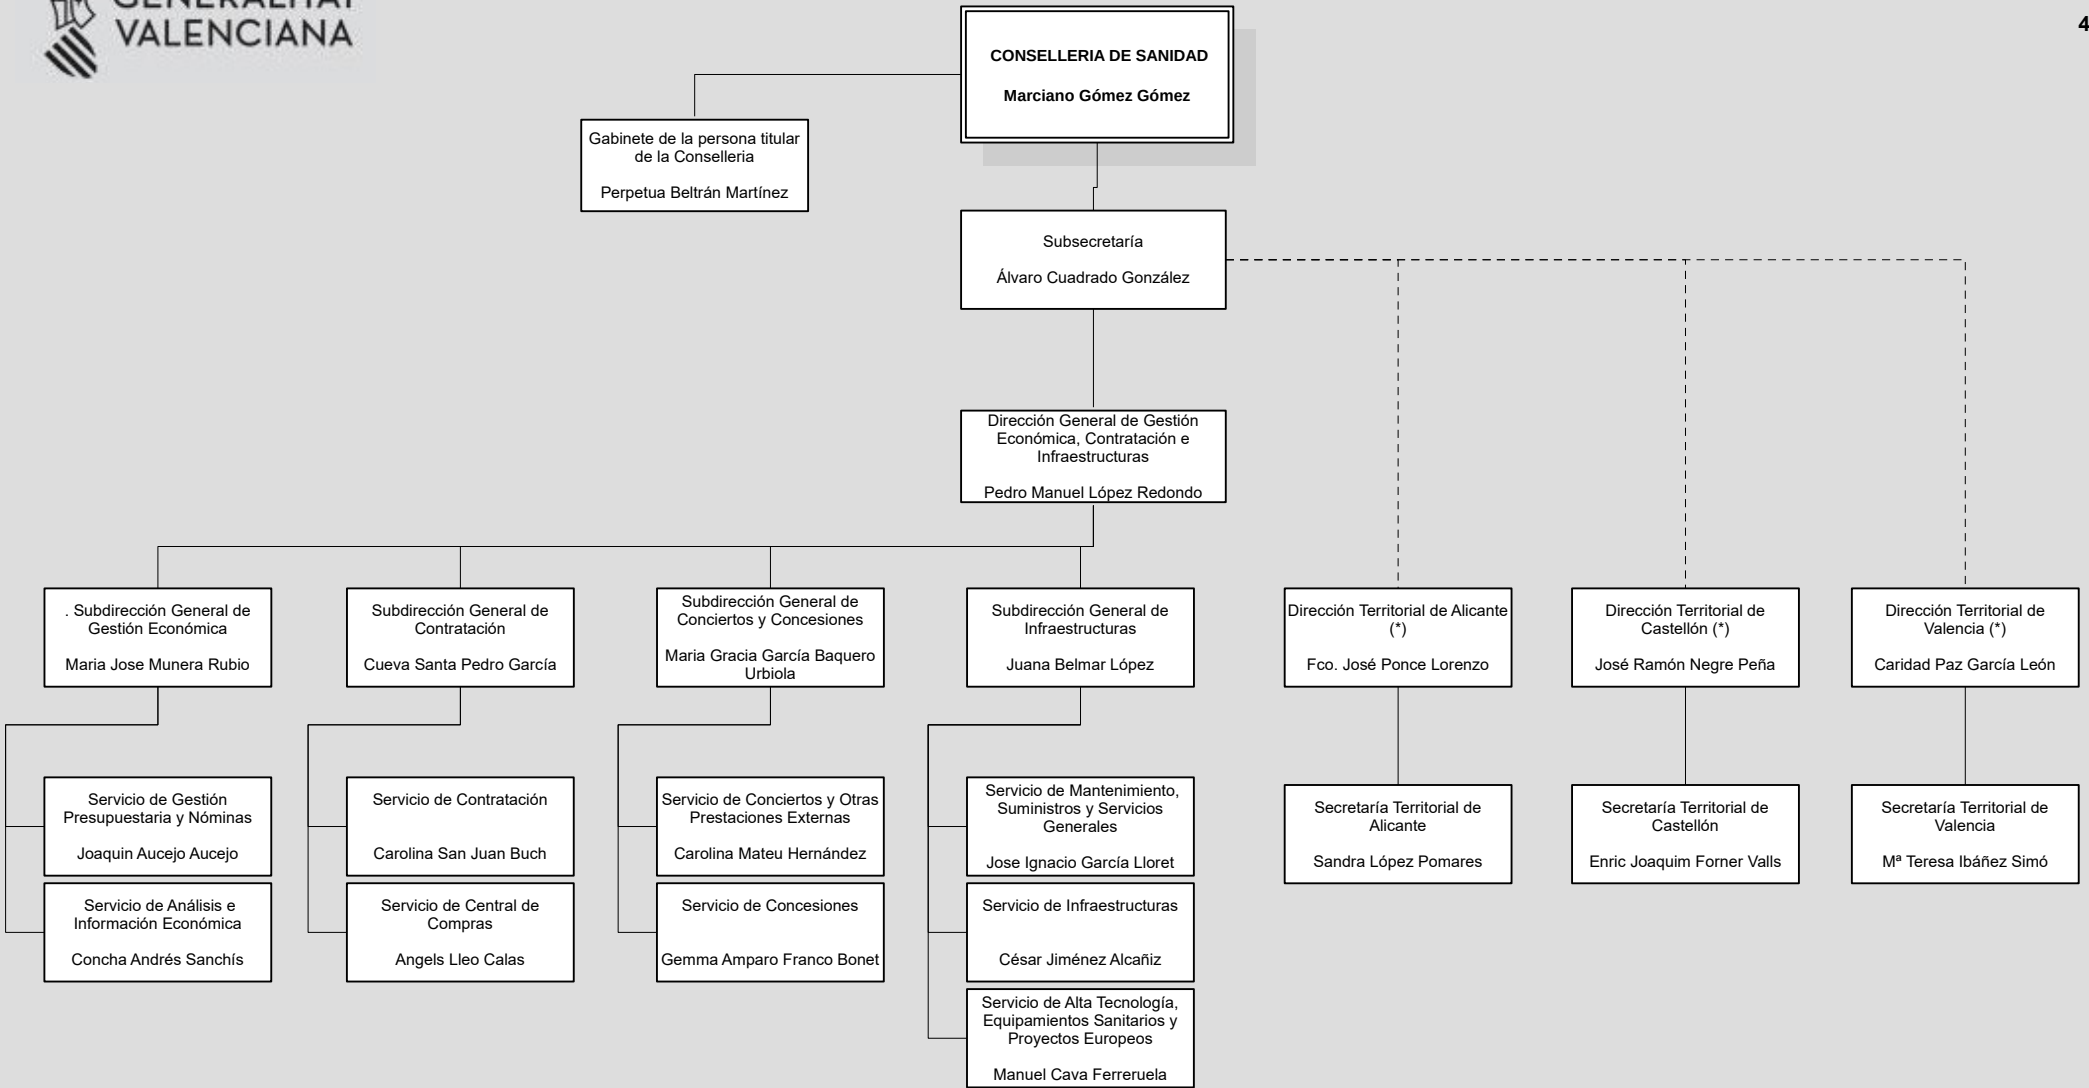 GENERALITAT
VALENCIANA
4
CONSELLERIA DE SANIDAD
Marciano Gómez Gómez
Gabinete de la persona titular
de la Conselleria
Perpetua Beltrán Martínez
Subsecretaría
Álvaro Cuadrado González
Dirección General de Gestión
Económica, Contratación e
Infraestructuras
Pedro Manuel López Redondo
. Subdirección General de
Gestión Económica
Maria Jose Munera Rubio
Subdirección General de
Contratación
Cueva Santa Pedro García
Subdirección General de
Conciertos y Concesiones
Maria Gracia García Baquero
Urbiola
Subdirección General de
Infraestructuras
Juana Belmar López
Dirección Territorial de Alicante
(*)
Fco. José Ponce Lorenzo
Dirección Territorial de
Castellón (*)
José Ramón Negre Peña
Dirección Territorial de
Valencia (*)
Caridad Paz García León
Servicio de Gestión
Presupuestaria y Nóminas
Joaquin Aucejo Aucejo
Servicio de Contratación
Carolina San Juan Buch
Servicio de Conciertos y Otras
Prestaciones Externas
Carolina Mateu Hernández
Servicio de Mantenimiento,
Suministros y Servicios
Generales
Jose Ignacio García Lloret
Secretaría Territorial de
Alicante
Sandra López Pomares
Secretaría Territorial de
Castellón
Enric Joaquim Forner Valls
Secretaría Territorial de
Valencia
Mª Teresa Ibáñez Simó
Servicio de Análisis e
Información Económica
Concha Andrés Sanchís
Servicio de Central de
Compras
Angels Lleo Calas
Servicio de Concesiones
Gemma Amparo Franco Bonet
Servicio de Infraestructuras
César Jiménez Alcañiz
Servicio de Alta Tecnología,
Equipamientos Sanitarios y
Proyectos Europeos
Manuel Cava Ferreruela